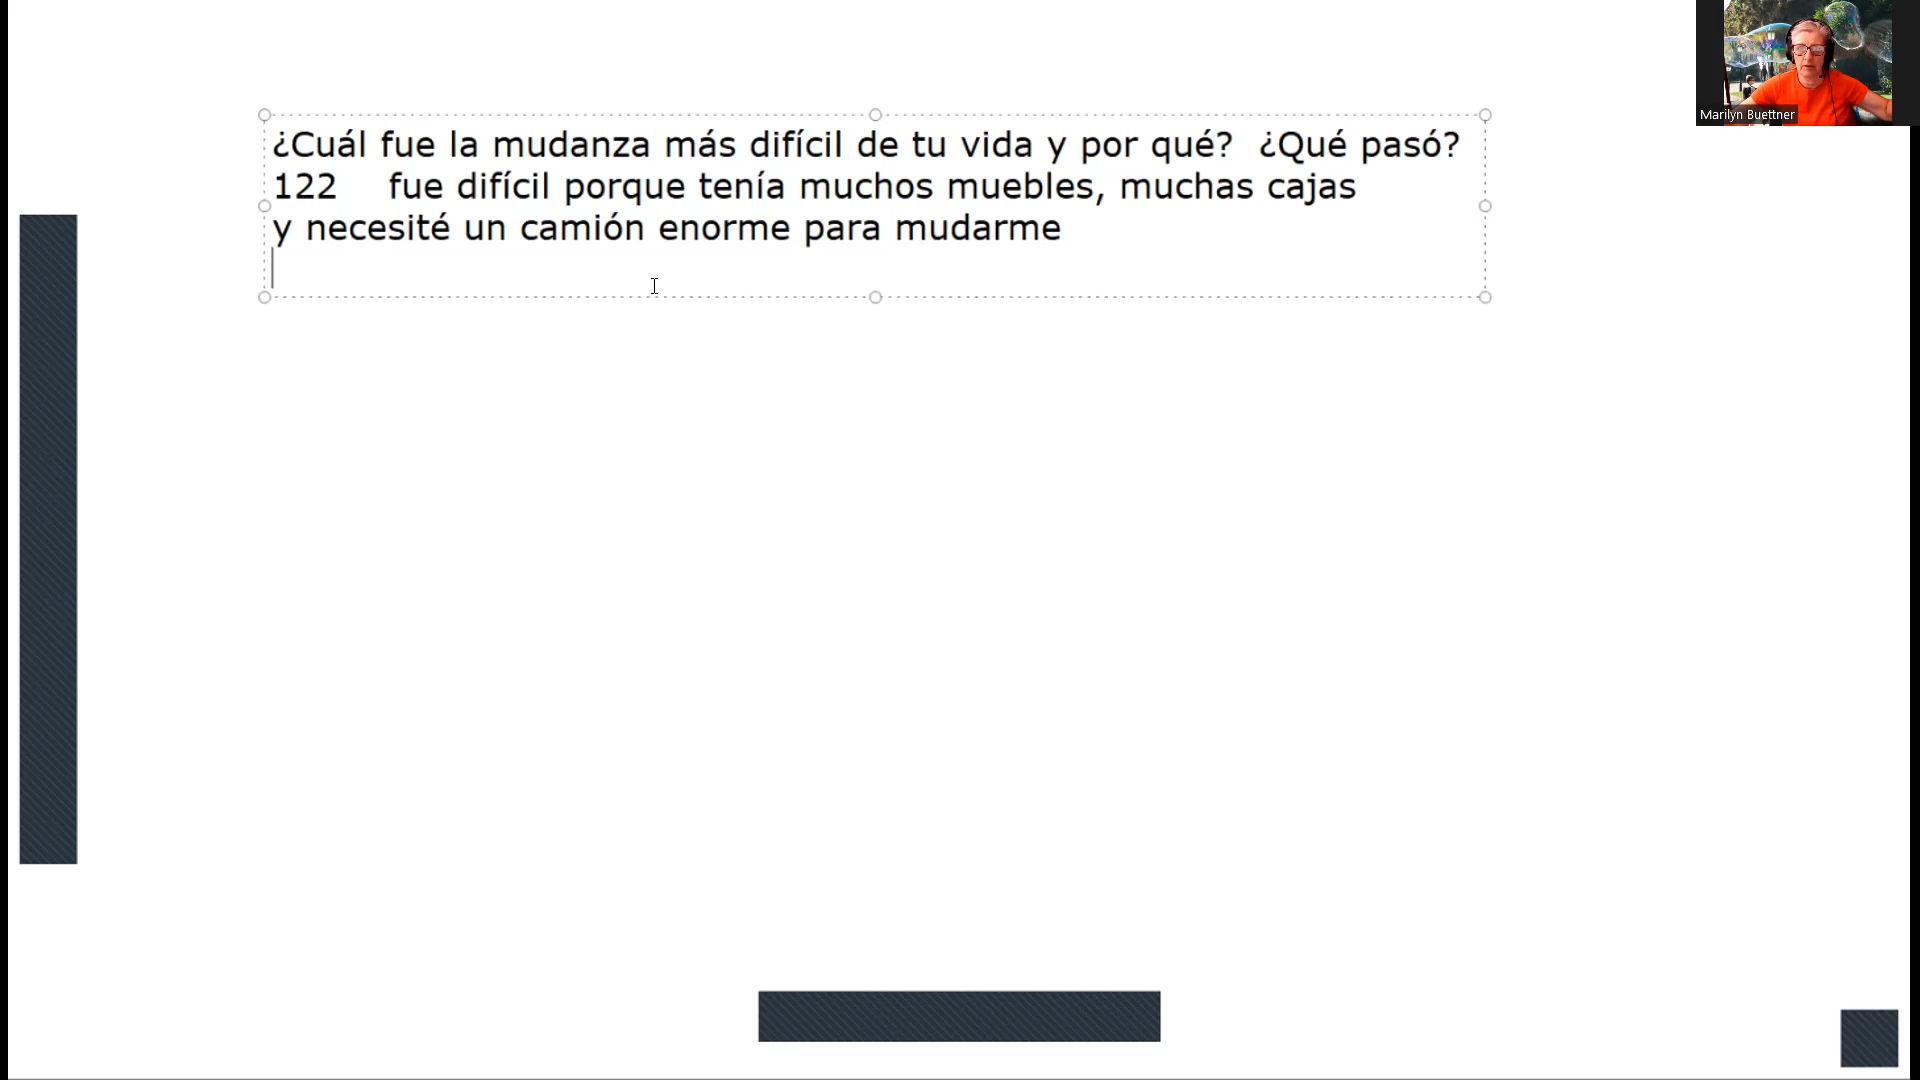 ¿Cuál fue la mudanza más difícil de tu vida y por qué?  ¿Qué pasó?
122    fue difícil porque tenía muchos muebles, muchas cajas
y necesité un camión enorme para mudarme
Marilyn Buettner